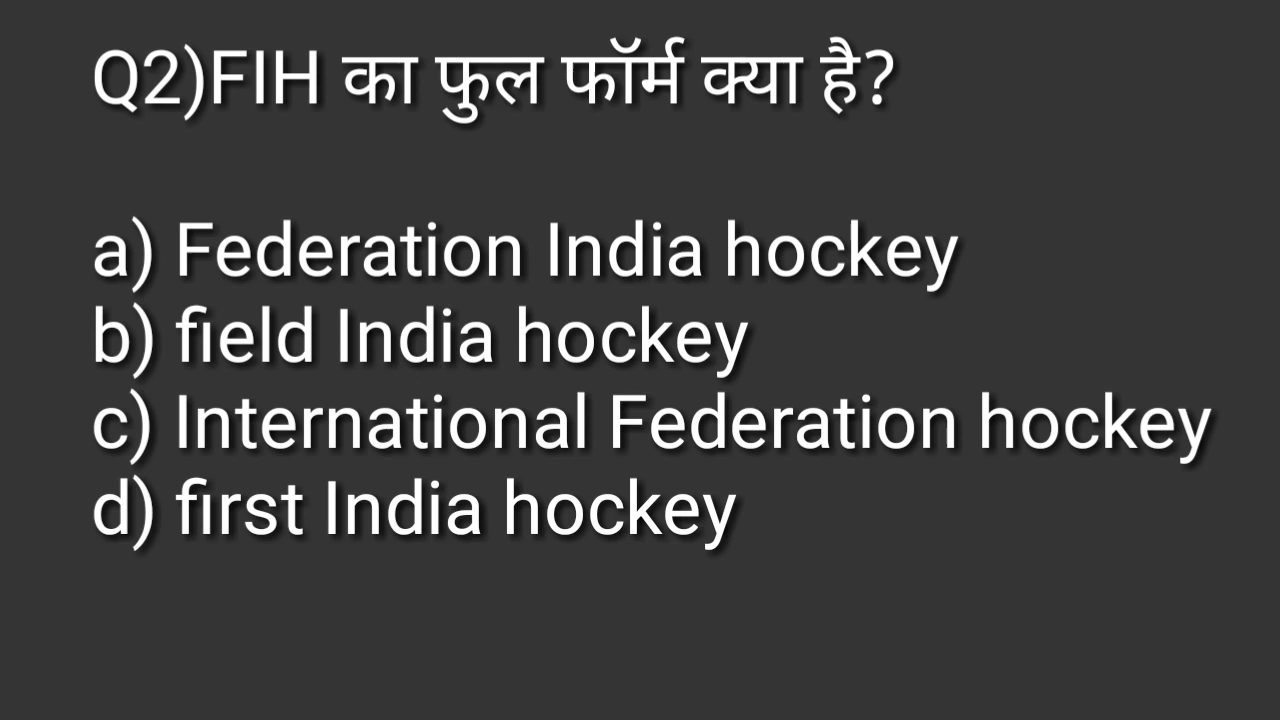 Q2)FIH का फुल फॉर्म क्या है?
a) Federation India hockey
b) field India hockey
c) International Federation hockey
d) first India hockey